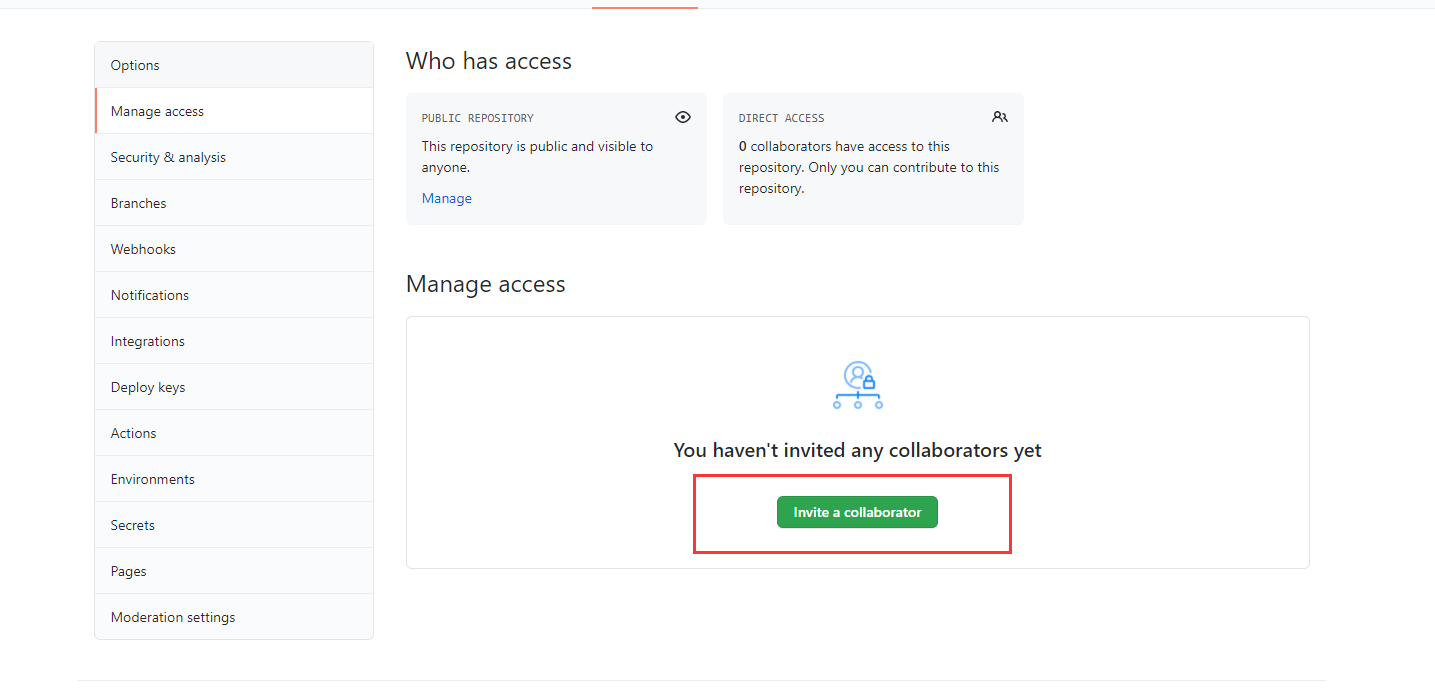 Options
Manage access
Security & analysis
Branches
Webhooks
Notifications
Integrations
Deploy keys
Actions
Environments
Secrets
Pages
Moderation settings
Who has access
PUBLIC REPOSITORY
This repository is public and visible to
anyone.
Manage
DIRECT ACCESS
0 collaborators have access to this
repository. Only you can contribute to this
repository.
Manage access
You haven't invited any collaborators yet
Invite a collaborator